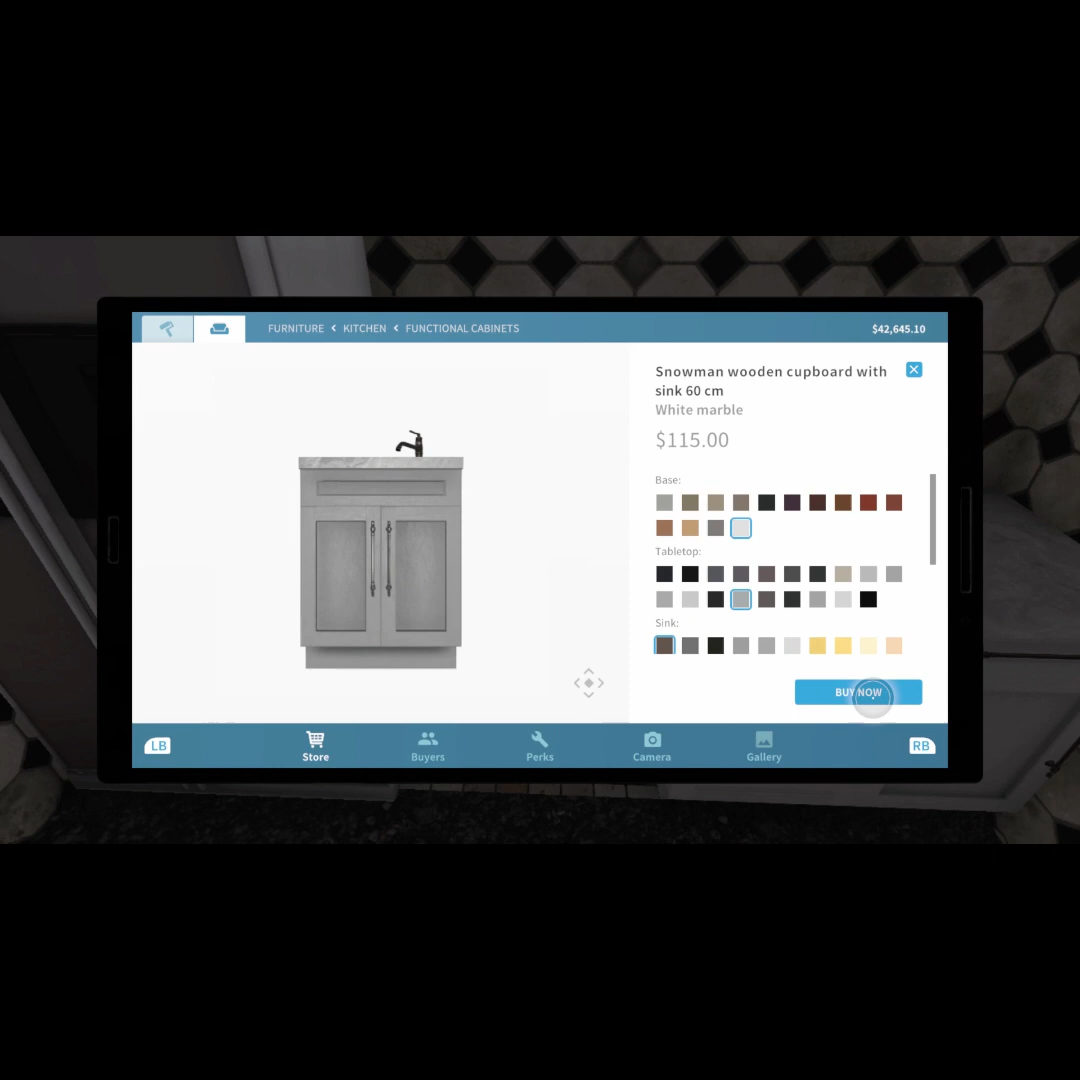 FURNITURE < KITCHEN < FUNCTIONAL CABINETS
$42,645.10
Snowman wooden cupboard with
sink 60 cm
White marble
$115.00
Base:
Tabletop:
Sink:
BUY NOW
LB
Store
Buyers
Perks
Camera
Gallery
RB